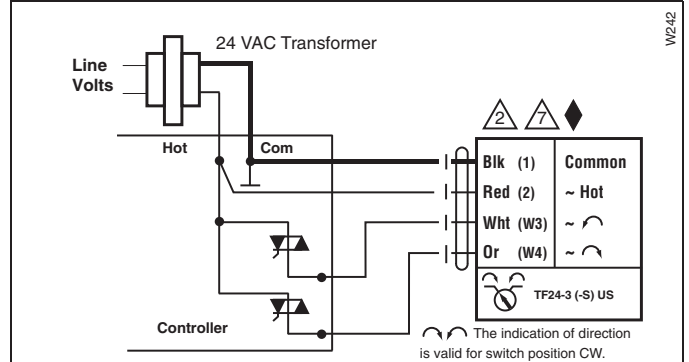 W242
24 VAC Transformer
Line
Volts
Hot
Com
2
7
Blk (1) Common
Red (2) ~ Hot
Wht (W3) ~
Or (W4) ~
TF24-3 (-S) US
Controller
The indication of direction
is valid for switch position CW.